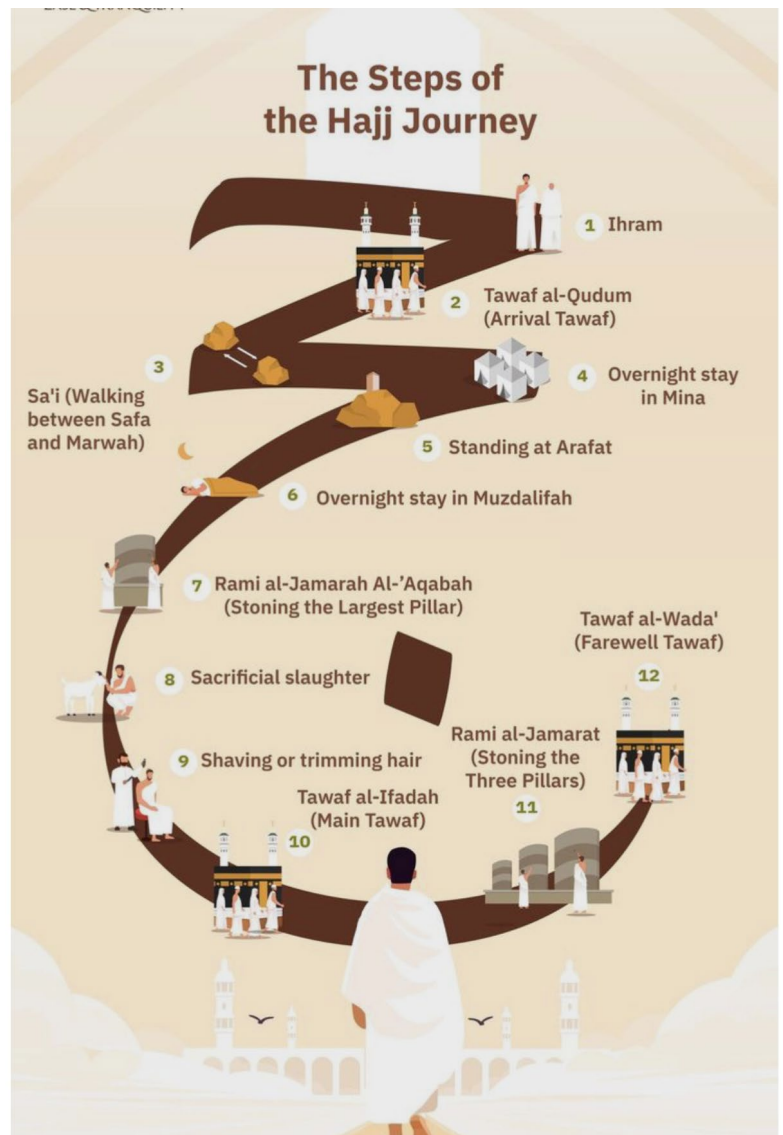 The Steps of
the Hajj Journey
1 Ihram
2 Tawaf al-Qudum
(Arrival Tawaf)
3
Sa'i (Walking
between Safa
and Marwah)
4 Overnight stay
in Mina
5 Standing at Arafat
6 Overnight stay in Muzdalifah
7 Rami al-Jamarah Al-’Aqabah
(Stoning the Largest Pillar)
8 Sacrificial slaughter
9 Shaving or trimming hair
Tawaf al-Ifadah
(Main Tawaf)
10
Rami al-Jamarat
(Stoning the
Three Pillars)
11
Tawaf al-Wada'
(Farewell Tawaf)
12